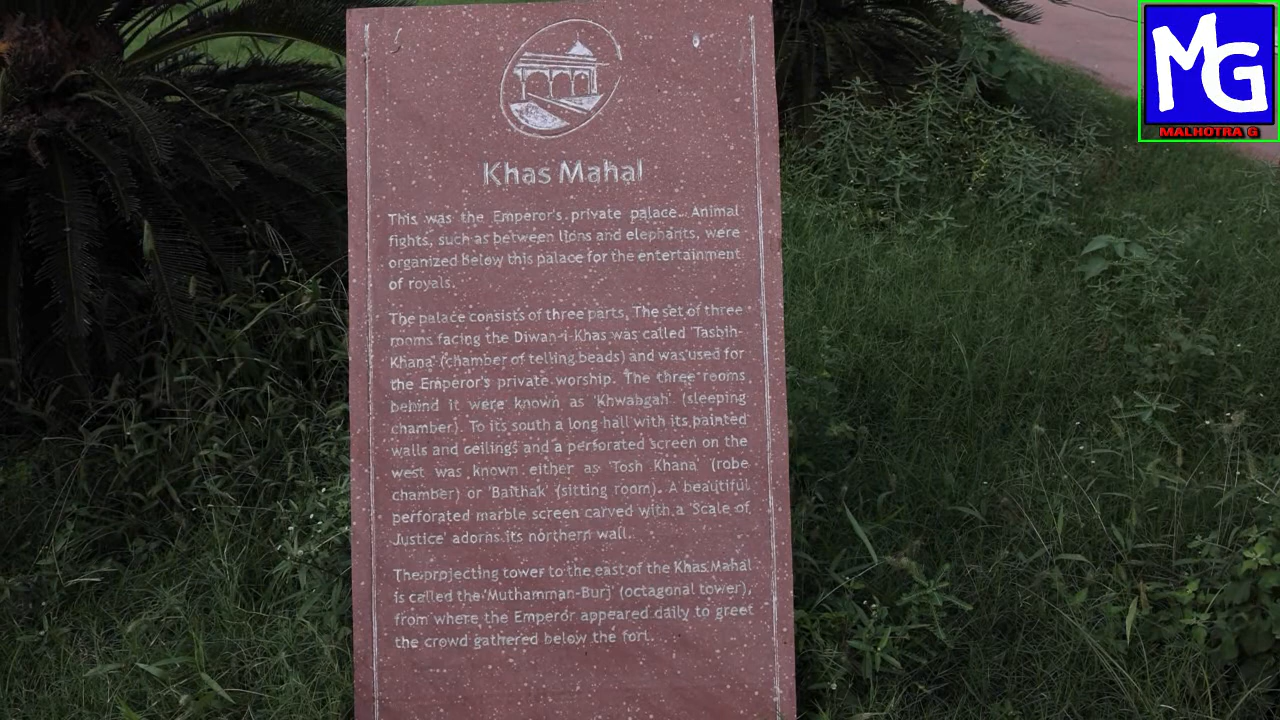 MG
MALHOTRA G
Khas Mahal
This was the Emperor's private palace. Animal
fights, such as between lions and elephants, were
organized below this palace for the entertainment
of royals.
The palace consists of three parts. The set of three
rooms facing the Diwan-i-Khas was called 'Tasbih-
Khana' (chamber of telling beads) and was used for
the Emperor's private worship. The three rooms
behind it were known as 'Khwabgah' (sleeping
chamber). To its south a long hall with its painted
walls and ceilings and a perforated screen on the
west was known either as 'Tosh Khana' (robe
chamber) or 'Baithak' (sitting room). A beautiful
perforated marble screen carved with a 'Scale of
Justice' adorns its northern wall.
The projecting tower to the east of the Khas Mahal
is called the 'Muthamman-Burj' (octagonal tower),
from where the Emperor appeared daily to greet
the crowd gathered below the fort.